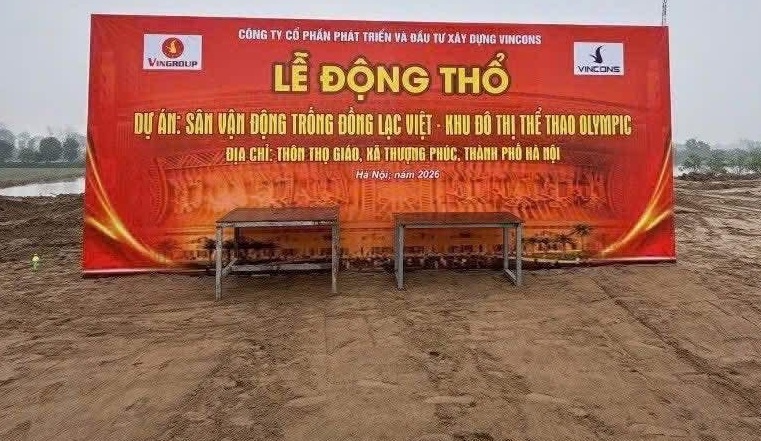 CÔNG TY CỔ PHẦN PHÁT TRIỂN VÀ ĐẦU TƯ XÂY DỰNG VINCONS
VINGROUP
VINCONS
LỄ ĐỘNG THỔ
DỰ ÁN: SÂN VẬN ĐỘNG TRỐNG ĐỒNG LẠC VIỆT - KHU ĐÔ THỊ THỂ THAO OLYMPIC
ĐỊA CHỈ: THÔN THỌ GIÁO, XÃ THƯỢNG PHÚC, THÀNH PHỐ HÀ NỘI
Hà Nội, năm 2026